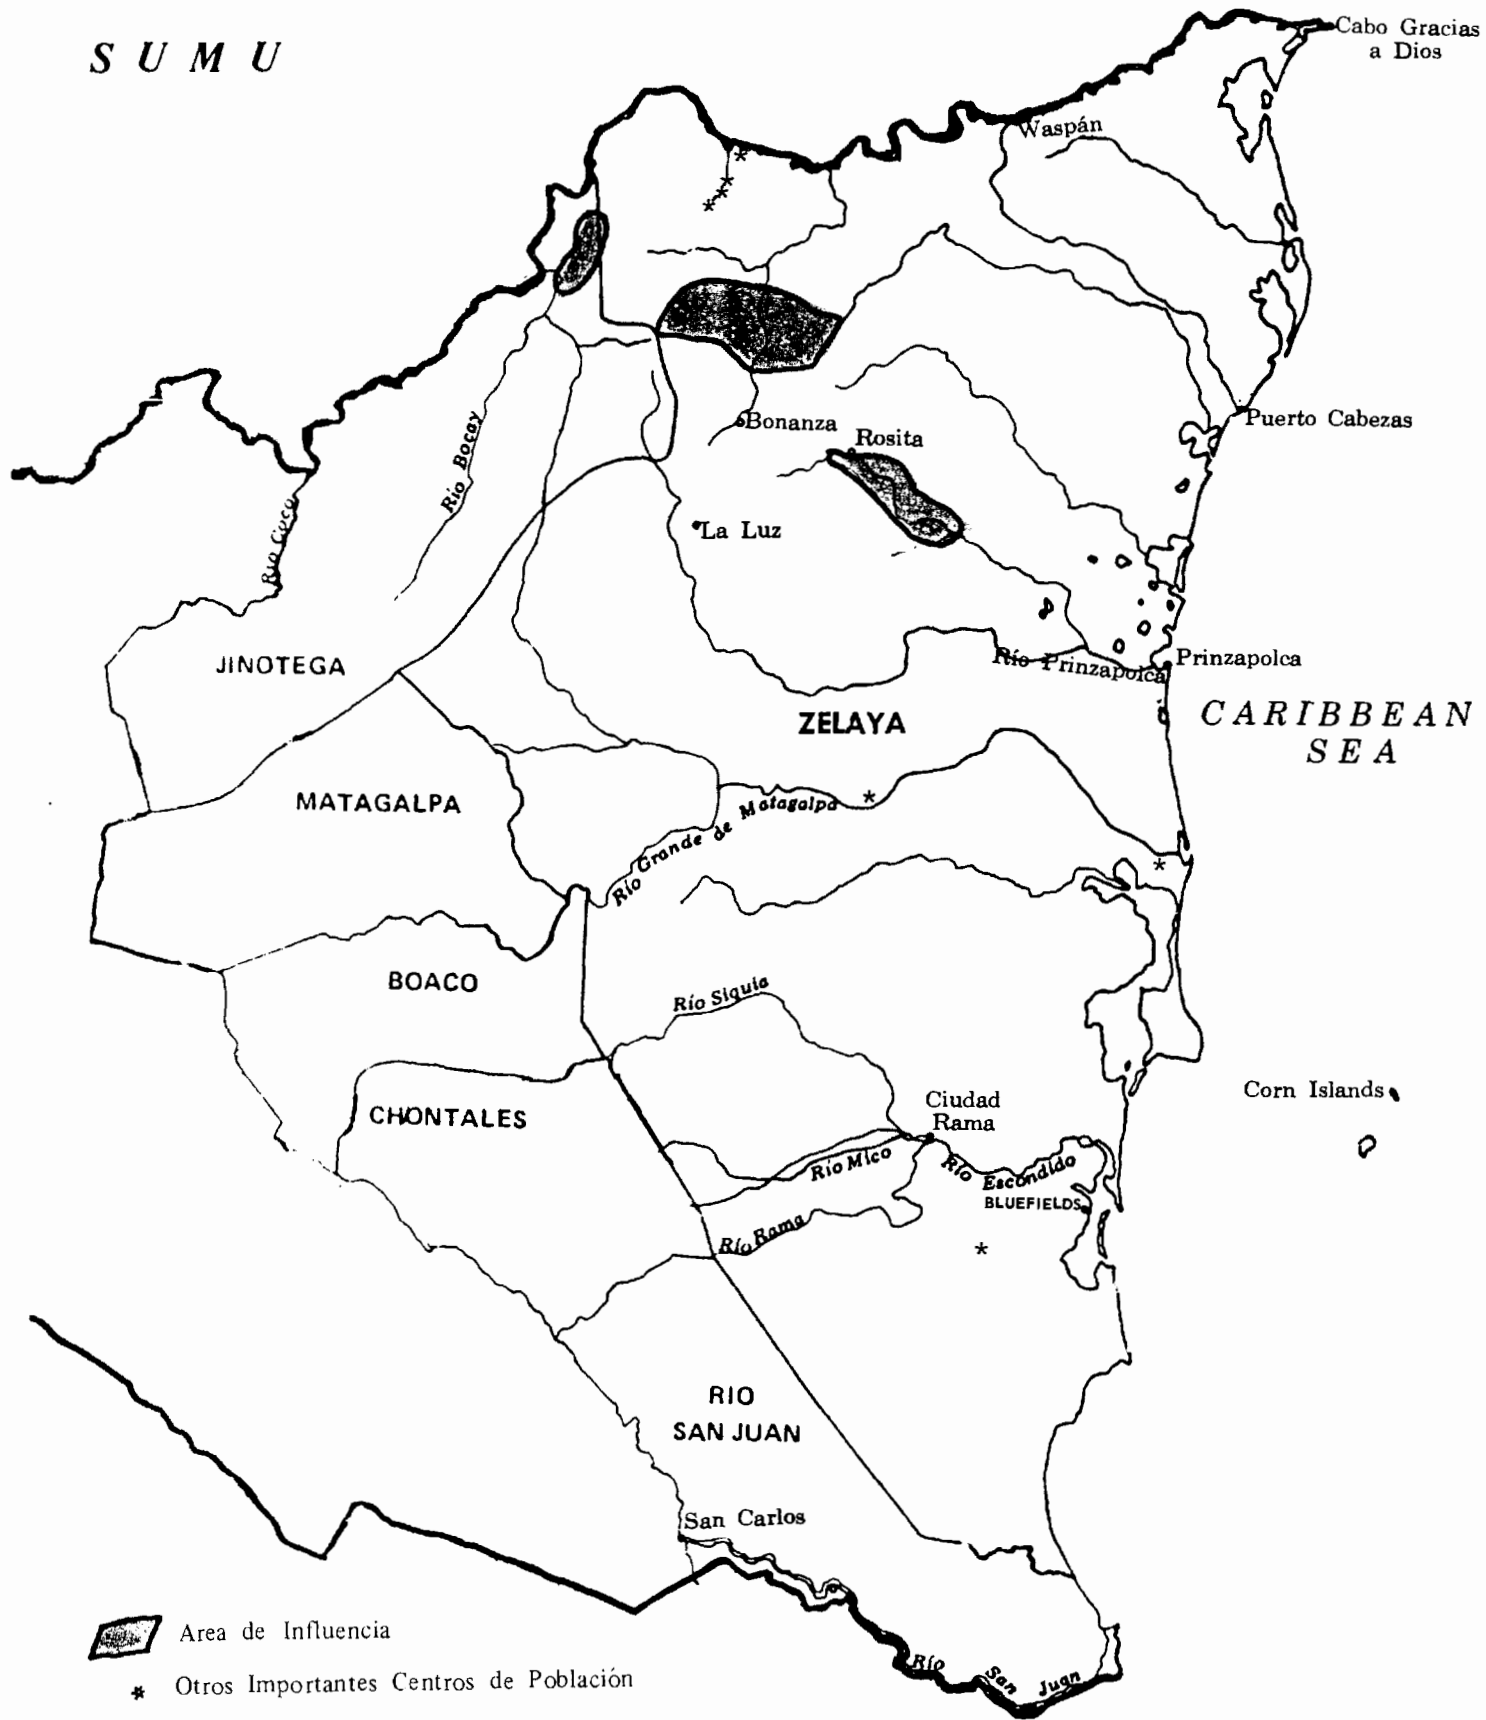 SUMU
Cabo Gracias
a Dios
Waspán
Puerto Cabezas
Bonanza
Rosita
Río Bocay
Río Coco
La Luz
JINOTEGA
Río Prinzapolca
Prinzapolca
ZELAYA
CARIBBEAN
SEA
MATAGALPA
Río Grande de Matagalpa
BOACO
Río Siquia
Corn Islands
CHONTALES
Ciudad
Rama
Río Mico
Río Escondido
BLUEFIELDS
Río Rama
RIO
SAN JUAN
San Carlos
Area de Influencia
Otros Importantes Centros de Población
Río San Juan